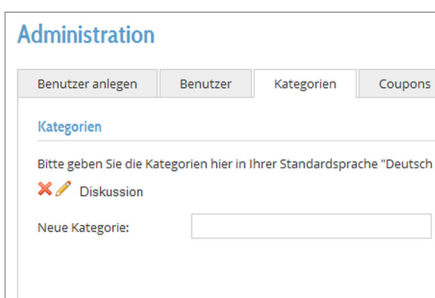 Administration
Benutzer anlegen Benutzer Kategorien Coupons
Kategorien
Bitte geben Sie die Kategorien hier in Ihrer Standardsprache "Deutsch
Diskussion
Neue Kategorie: